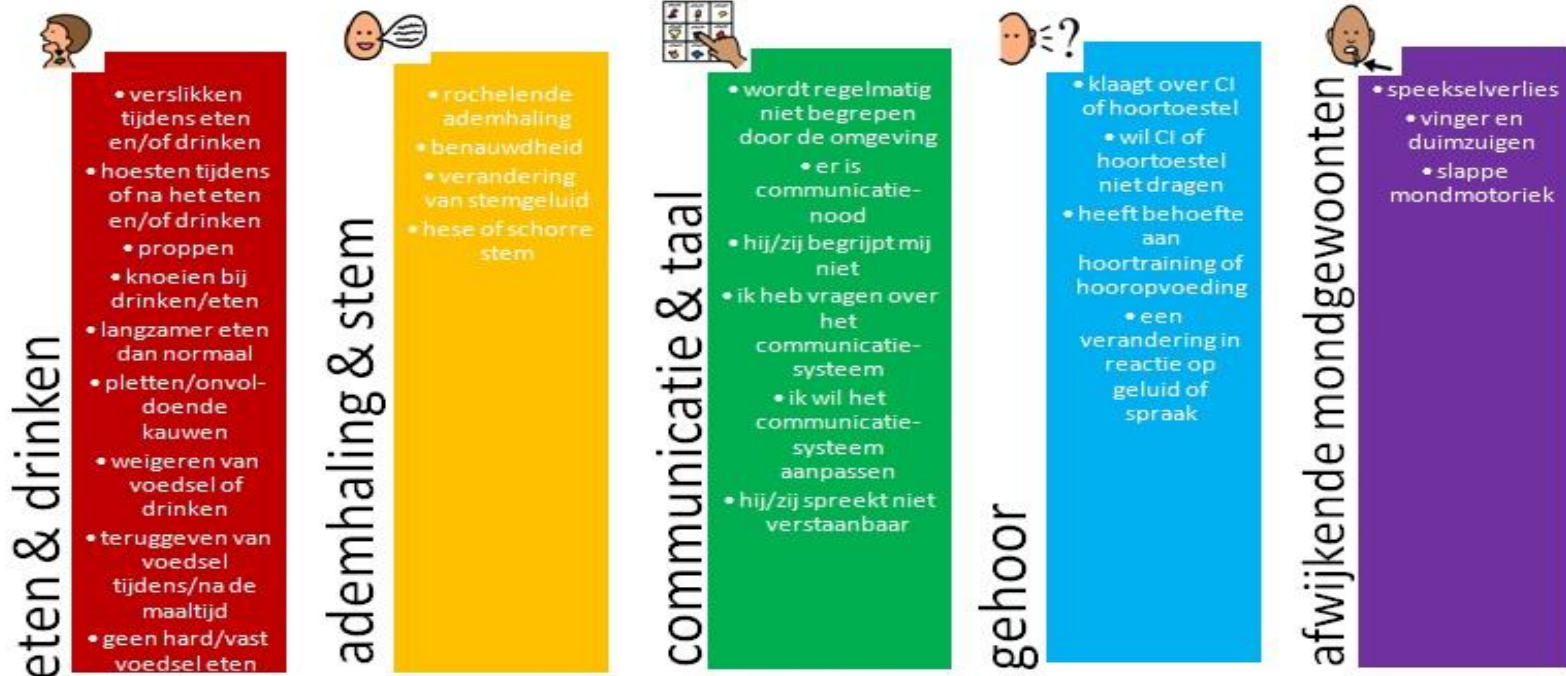 eten & drinken
• verslikken
tijdens eten
en/of drinken
• hoesten tijdens
of na het eten
en/of drinken
• proppen
• knoeien bij
drinken/eten
• langzamer eten
dan normaal
• pletten/onvol-
doende
kauwen
• weigeren van
voedsel of
drinken
• teruggeven van
voedsel
tijdens/na de
maaltijd
• geen hard/vast
voedsel eten
ademhaling & stem
• rochelende
ademhaling
• benauwdheid
• verandering
van stemgeluid
• hese of schorre
stem
communicatie & taal
• wordt regelmatig
niet begrepen
door de omgeving
• er is
communicatie-
nood
• hij/zij begrijpt mij
niet
• ik heb vragen over
het
communicatie-
systeem
• ik wil het
communicatie-
systeem
aanpassen
• hij/zij spreekt niet
verstaanbaar
?
gehoor
• klaagt over CI
of hoortoestel
• wil CI of
hoortoestel
niet dragen
• heeft behoefte
aan
hoortraining of
hooropvoeding
• een
verandering in
reactie op
geluid of
spraak
afwijkende mondgewoonten
• speekselverlies
• vinger en
duimzuigen
• slappe
mondmotoriek